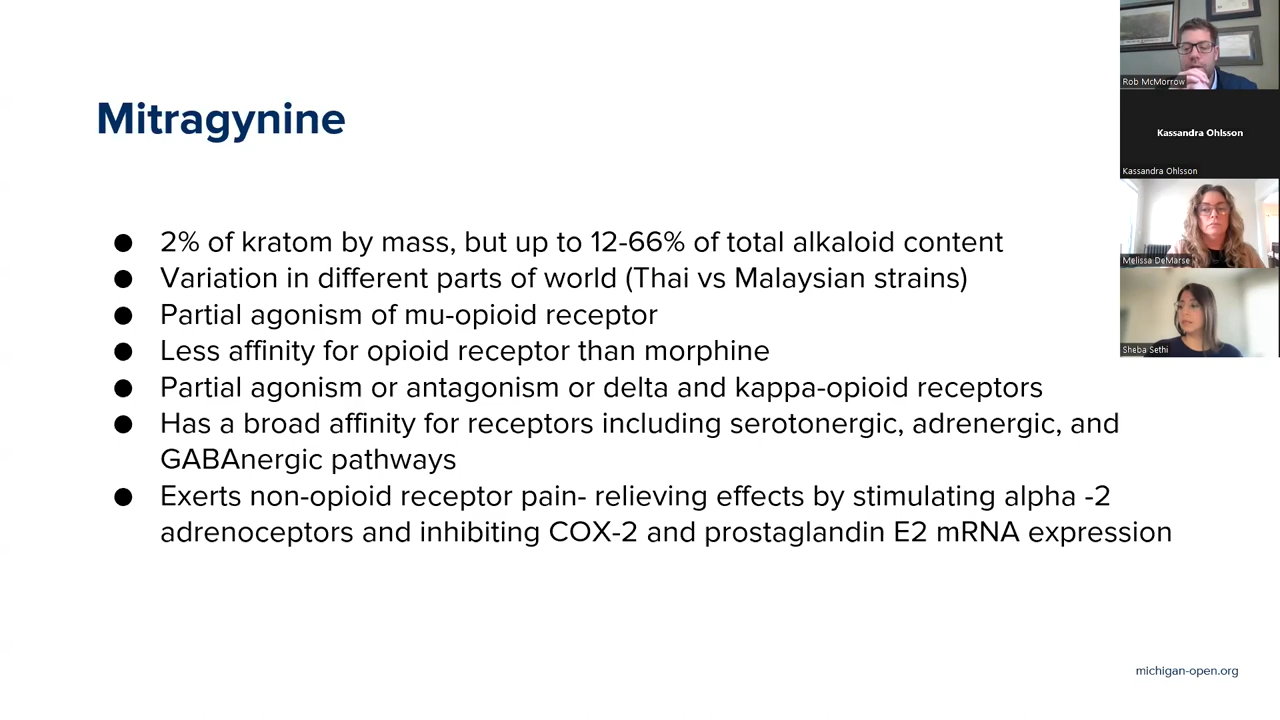 Mitragynine
● 2% of kratom by mass, but up to 12-66% of total alkaloid content
● Variation in different parts of world (Thai vs Malaysian strains)
● Partial agonism of mu-opioid receptor
● Less affinity for opioid receptor than morphine
● Partial agonism or antagonism or delta and kappa-opioid receptors
● Has a broad affinity for receptors including serotonergic, adrenergic, and
GABAnergic pathways
● Exerts non-opioid receptor pain- relieving effects by stimulating alpha -2
adrenoceptors and inhibiting COX-2 and prostaglandin E2 mRNA expression
michigan-open.org
Rob McMorrow
Kassandra Ohlsson
Kassandra Ohlsson
Melissa DeMarse
Sheba Sethi